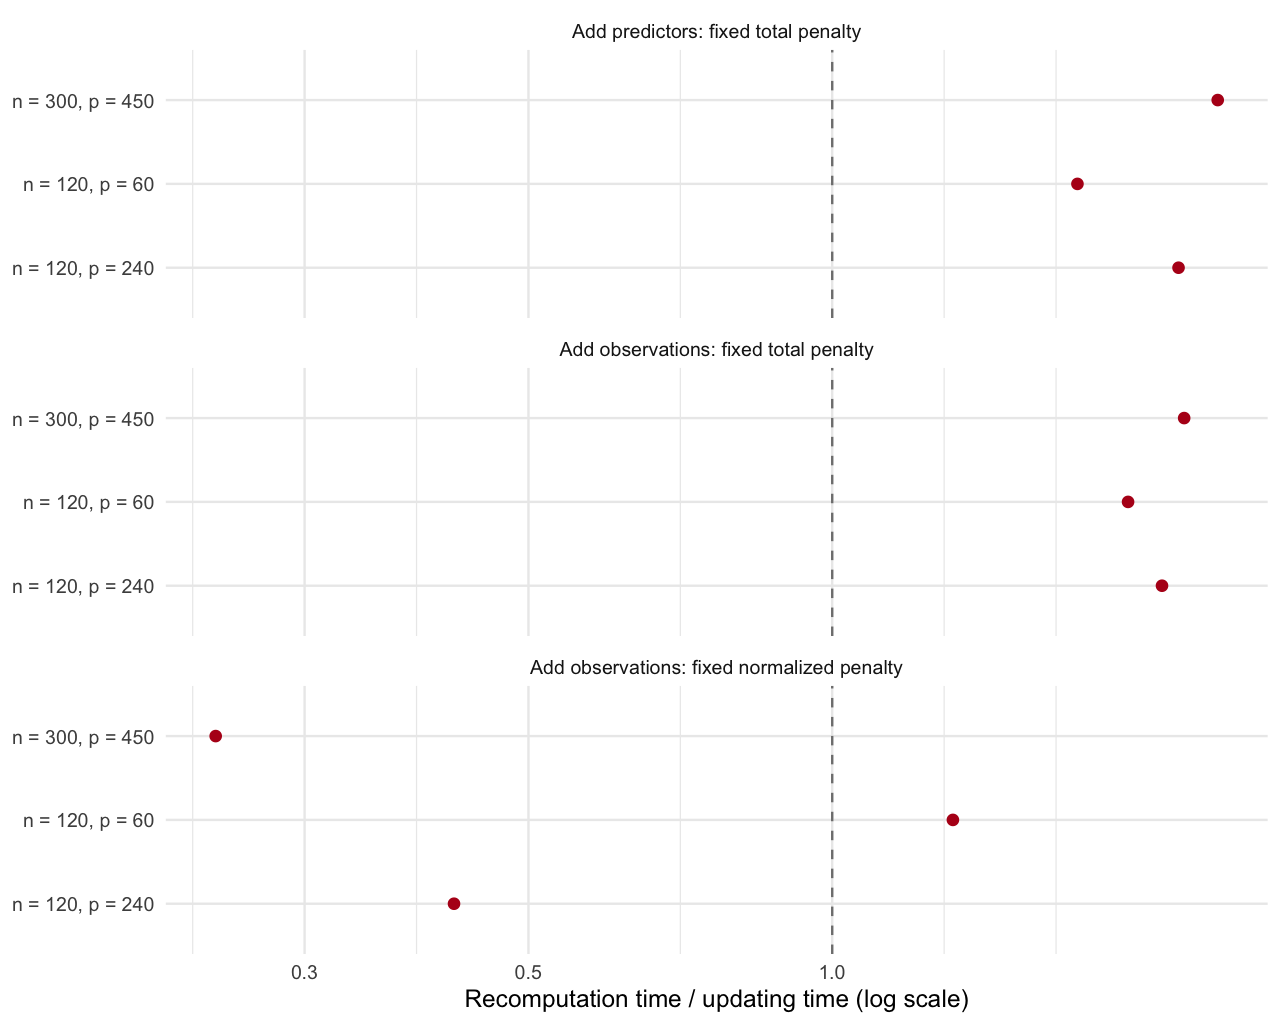 Add predictors: fixed total penalty
n = 300, p = 450
n = 120, p = 60
n = 120, p = 240
Add observations: fixed total penalty
n = 300, p = 450
n = 120, p = 60
n = 120, p = 240
Add observations: fixed normalized penalty
n = 300, p = 450
n = 120, p = 60
n = 120, p = 240
0.3 0.5 1.0
Recomputation time / updating time (log scale)